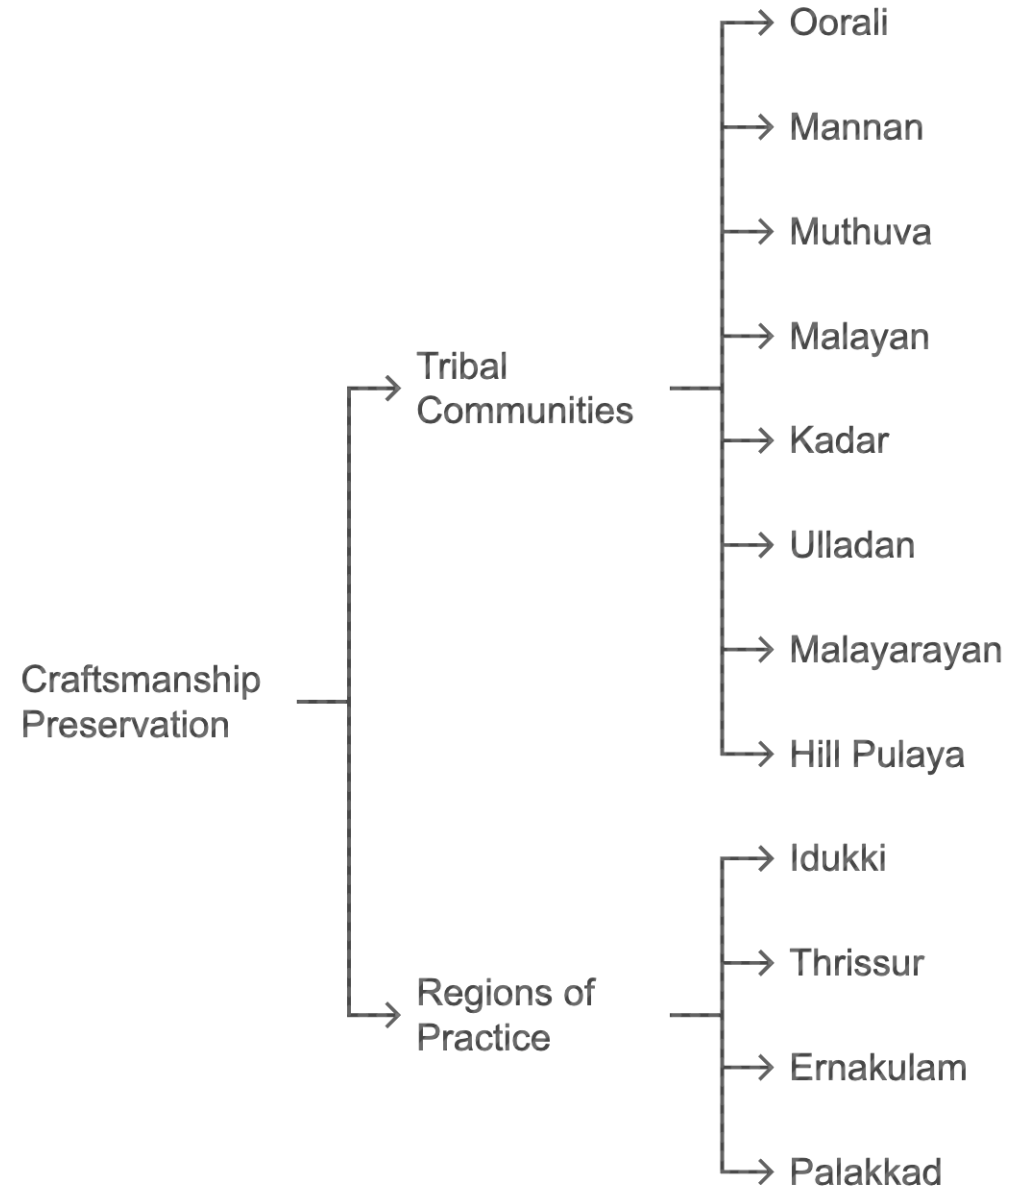 Craftsmanship
Preservation
Tribal
Communities
Oorali
Mannan
Muthuva
Malayan
Kadar
Ulladan
Malayarayan
Hill Pulaya
Regions of
Practice
Idukki
Thrissur
Ernakulam
Palakkad